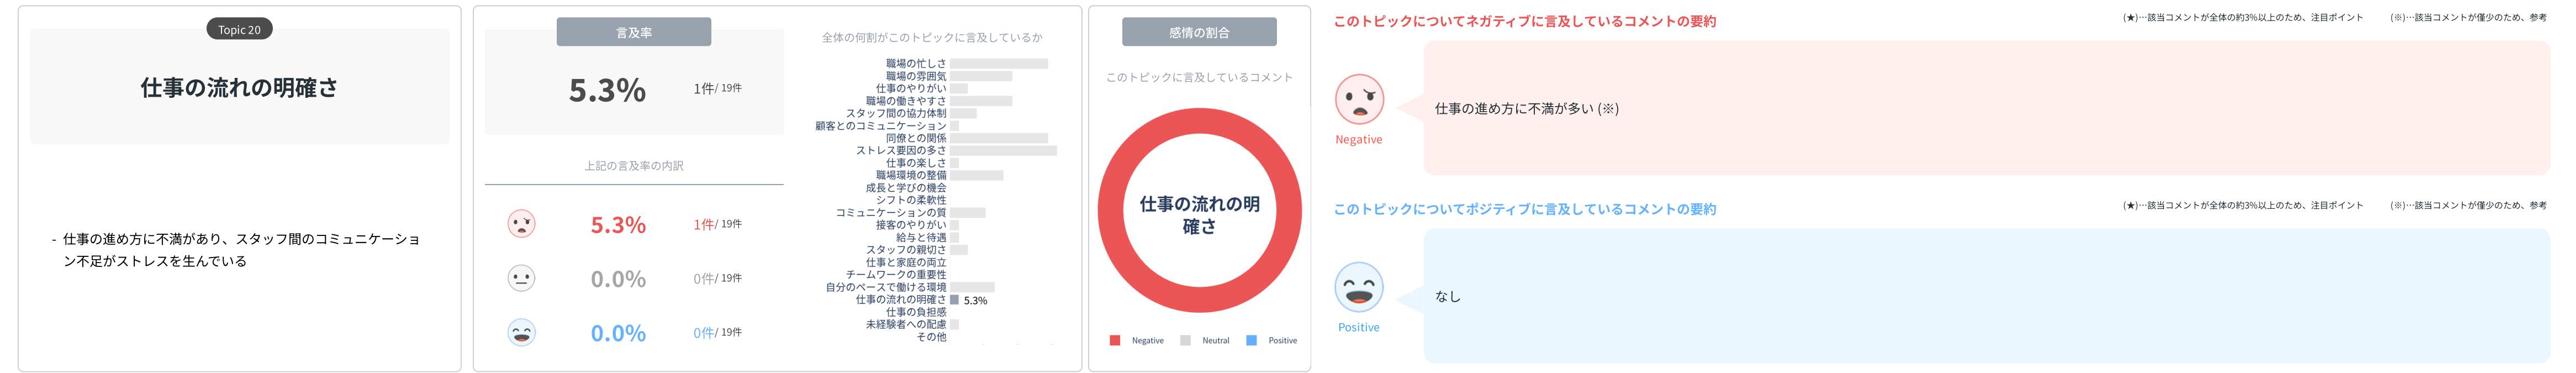 Topic 20
仕事の流れの明確さ
- 仕事の進め方に不満があり、スタッフ間のコミュニケーショ
ン不足がストレスを生んでいる
言及率
5.3%
1件/ 19件
上記の言及率の内訳
5.3%
1件/ 19件
0.0%
0件/ 19件
0.0%
0件/ 19件
全体の何割がこのトピックに言及しているか
職場の忙しさ
職場の雰囲気
仕事のやりがい
職場の働きやすさ
スタッフ間の協力体制
顧客とのコミュニケーション
同僚との関係
ストレス要因の多さ
仕事の楽しさ
職場環境の整備
成長と学びの機会
シフトの柔軟性
コミュニケーションの質
接客のやりがい
給与と待遇
スタッフの親切さ
仕事と家庭の両立
チームワークの重要性
自分のペースで働ける環境
仕事の流れの明確さ 5.3%
仕事の負担感
未経験者への配慮
その他
感情の割合
このトピックに言及しているコメント
仕事の流れの明
確さ
Negative Neutral Positive
このトピックについてネガティブに言及しているコメントの要約
(★)…該当コメントが全体の約3%以上のため、注目ポイント (※)…該当コメントが僅少のため、参考
Negative
仕事の進め方に不満が多い (※)
このトピックについてポジティブに言及しているコメントの要約
(★)…該当コメントが全体の約3%以上のため、注目ポイント (※)…該当コメントが僅少のため、参考
Positive
なし